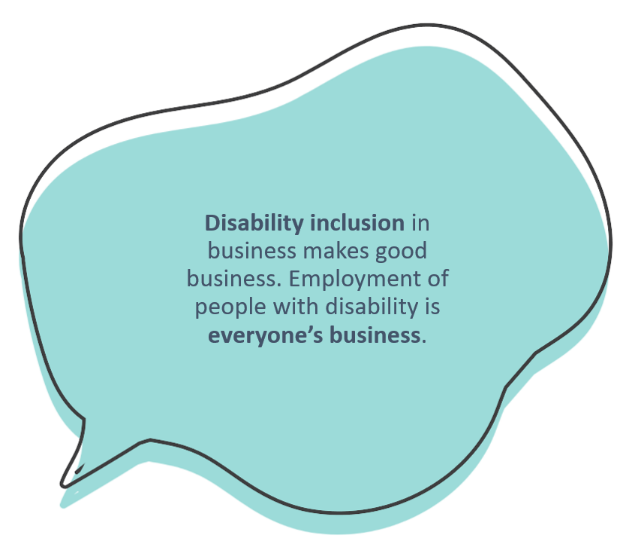 Disability inclusion in
business makes good
business. Employment of
people with disability is
everyone’s business.